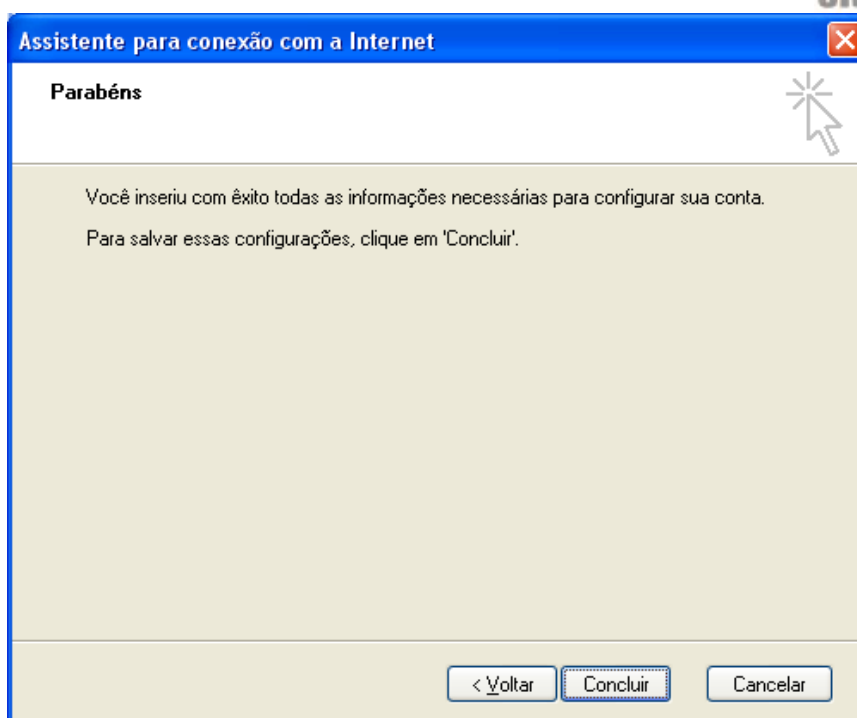 Assistente para conexão com a Internet
Parabéns
Você inseriu com êxito todas as informações necessárias para configurar sua conta.
Para salvar essas configurações, clique em 'Concluir'.
< Voltar Concluir Cancelar